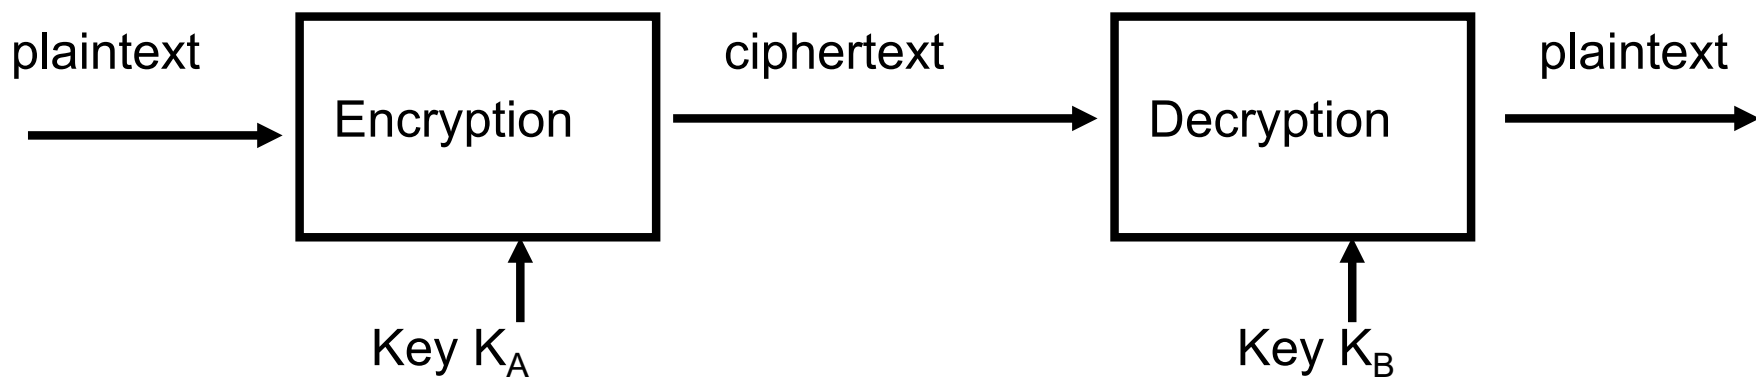 plaintext
ciphertext
plaintext
Encryption
Decryption
Key K_A
Key K_B